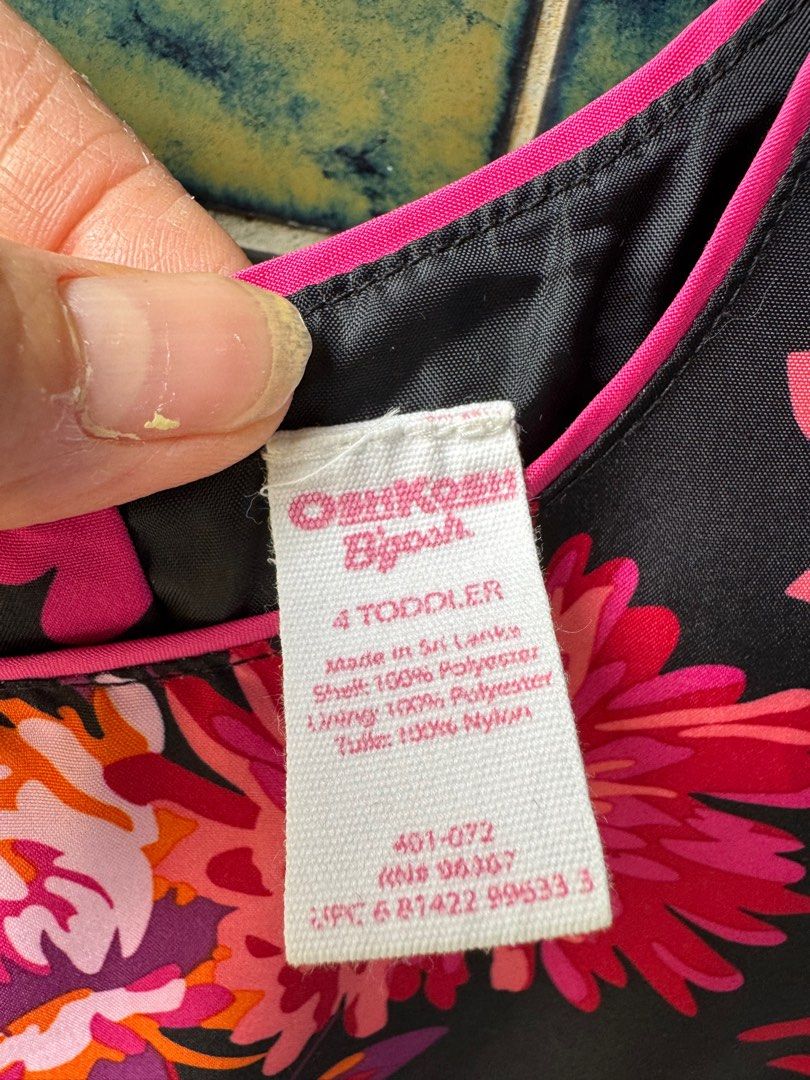 OshKosh
B'gosh
4 TODDLER
Made in Sri Lanka
Shell: 100% Polyester
Lining: 100% Polyester
Tulle: 100% Nylon
401-072
RN# 96367
UPC 6 81422 99633 3